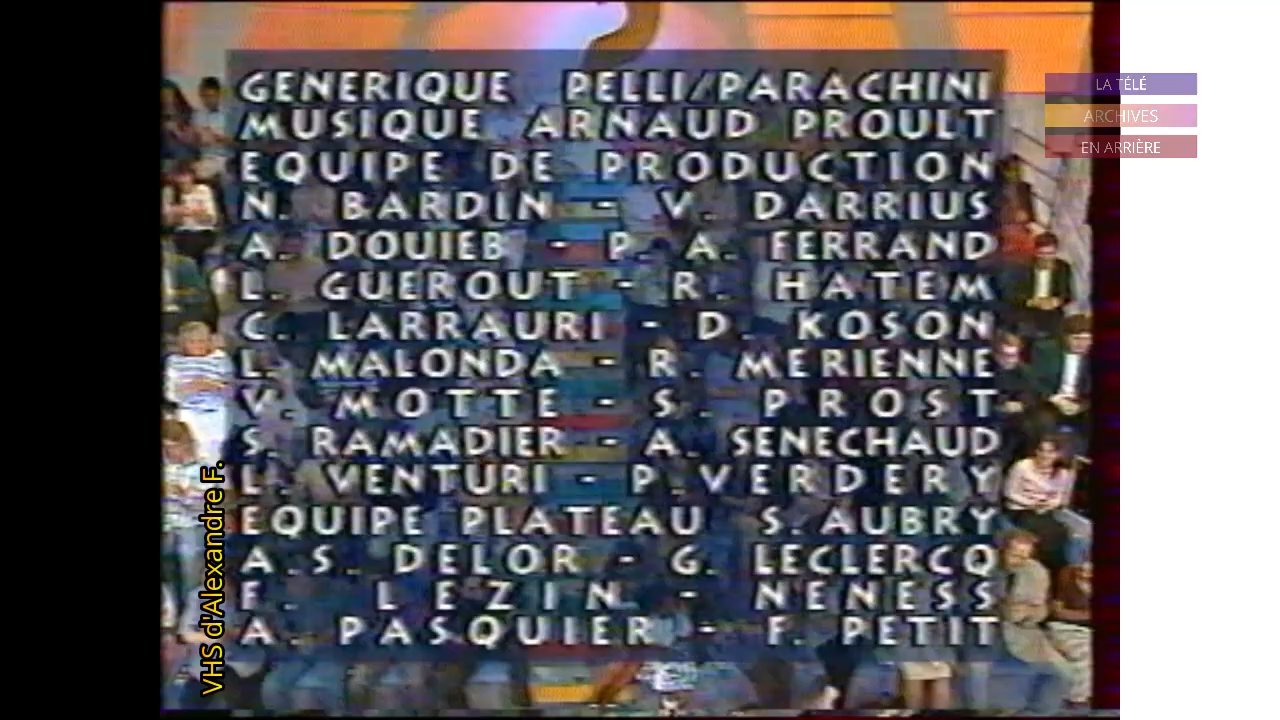 GENERIQUE PELLI/PARACHINI
MUSIQUE ARNAUD PROULT
EQUIPE DE PRODUCTION
N. BARDIN - V. DARRIUS
A. DOUIEB - P. A. FERRAND
L. GUEROUT - R. HATEM
C. LARRAURI - D. KOSON
L. MALONDA - R. MERIENNE
V. MOTTE - S. PROST
S. RAMADIER - A. SENECHAUD
L. VENTURI - P. VERDERY
EQUIPE PLATEAU S. AUBRY
A.S. DELOR - G. LECLERCQ
F. LEZIN - NENESS
A. PASQUIER - F. PETIT
LA TÉLÉ
ARCHIVES
EN ARRIÈRE
VHS d'Alexandre F.